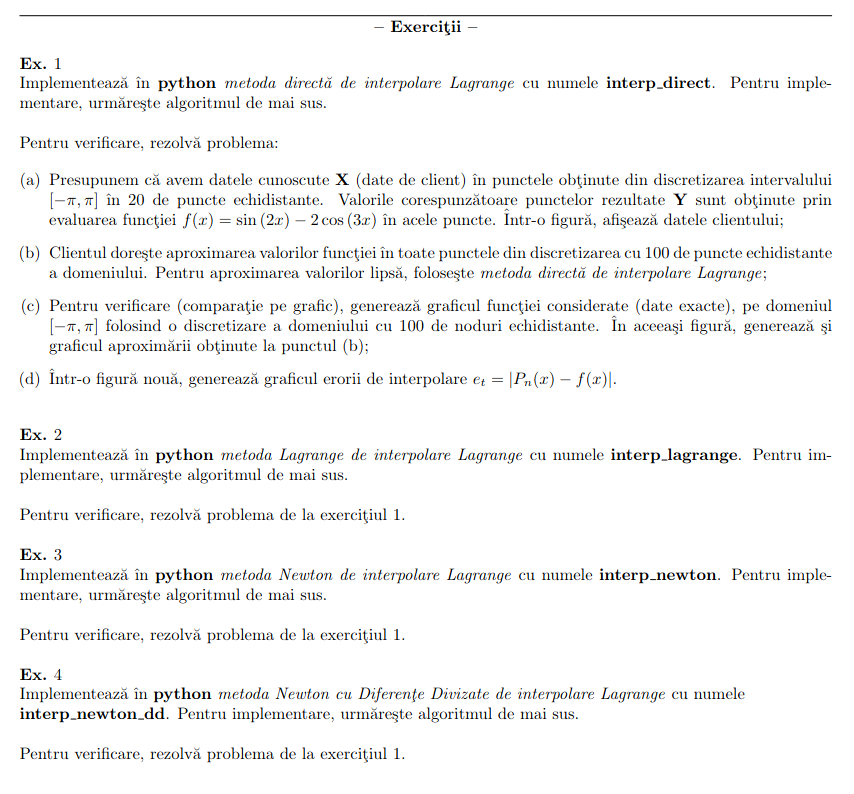 – Exerciţii –
Ex. 1
Implementează în python metoda directă de interpolare Lagrange cu numele interp_direct. Pentru imple-
mentare, urmăreşte algoritmul de mai sus.
Pentru verificare, rezolvă problema:
(a) Presupunem că avem datele cunoscute X (date de client) în punctele obţinute din discretizarea intervalului
[−π, π] în 20 de puncte echidistante. Valorile corespunzătoare punctelor rezultate Y sunt obţinute prin
evaluarea funcţiei f(x) = sin (2x) − 2 cos (3x) în acele puncte. Într-o figură, afişează datele clientului;
(b) Clientul doreşte aproximarea valorilor funcţiei în toate punctele din discretizarea cu 100 de puncte echidistante
a domeniului. Pentru aproximarea valorilor lipsă, foloseşte metoda directă de interpolare Lagrange;
(c) Pentru verificare (comparaţie pe grafic), generează graficul funcţiei considerate (date exacte), pe domeniul
[−π, π] folosind o discretizare a domeniului cu 100 de noduri echidistante. În aceeaşi figură, generează şi
graficul aproximării obţinute la punctul (b);
(d) Într-o figură nouă, generează graficul erorii de interpolare eₜ = |Pₙ(x) − f(x)|.
Ex. 2
Implementează în python metoda Lagrange de interpolare Lagrange cu numele interp_lagrange. Pentru im-
plementare, urmăreşte algoritmul de mai sus.
Pentru verificare, rezolvă problema de la exerciţiul 1.
Ex. 3
Implementează în python metoda Newton de interpolare Lagrange cu numele interp_newton. Pentru imple-
mentare, urmăreşte algoritmul de mai sus.
Pentru verificare, rezolvă problema de la exerciţiul 1.
Ex. 4
Implementează în python metoda Newton cu Diferenţe Divizate de interpolare Lagrange cu numele
interp_newton_dd. Pentru implementare, urmăreşte algoritmul de mai sus.
Pentru verificare, rezolvă problema de la exerciţiul 1.